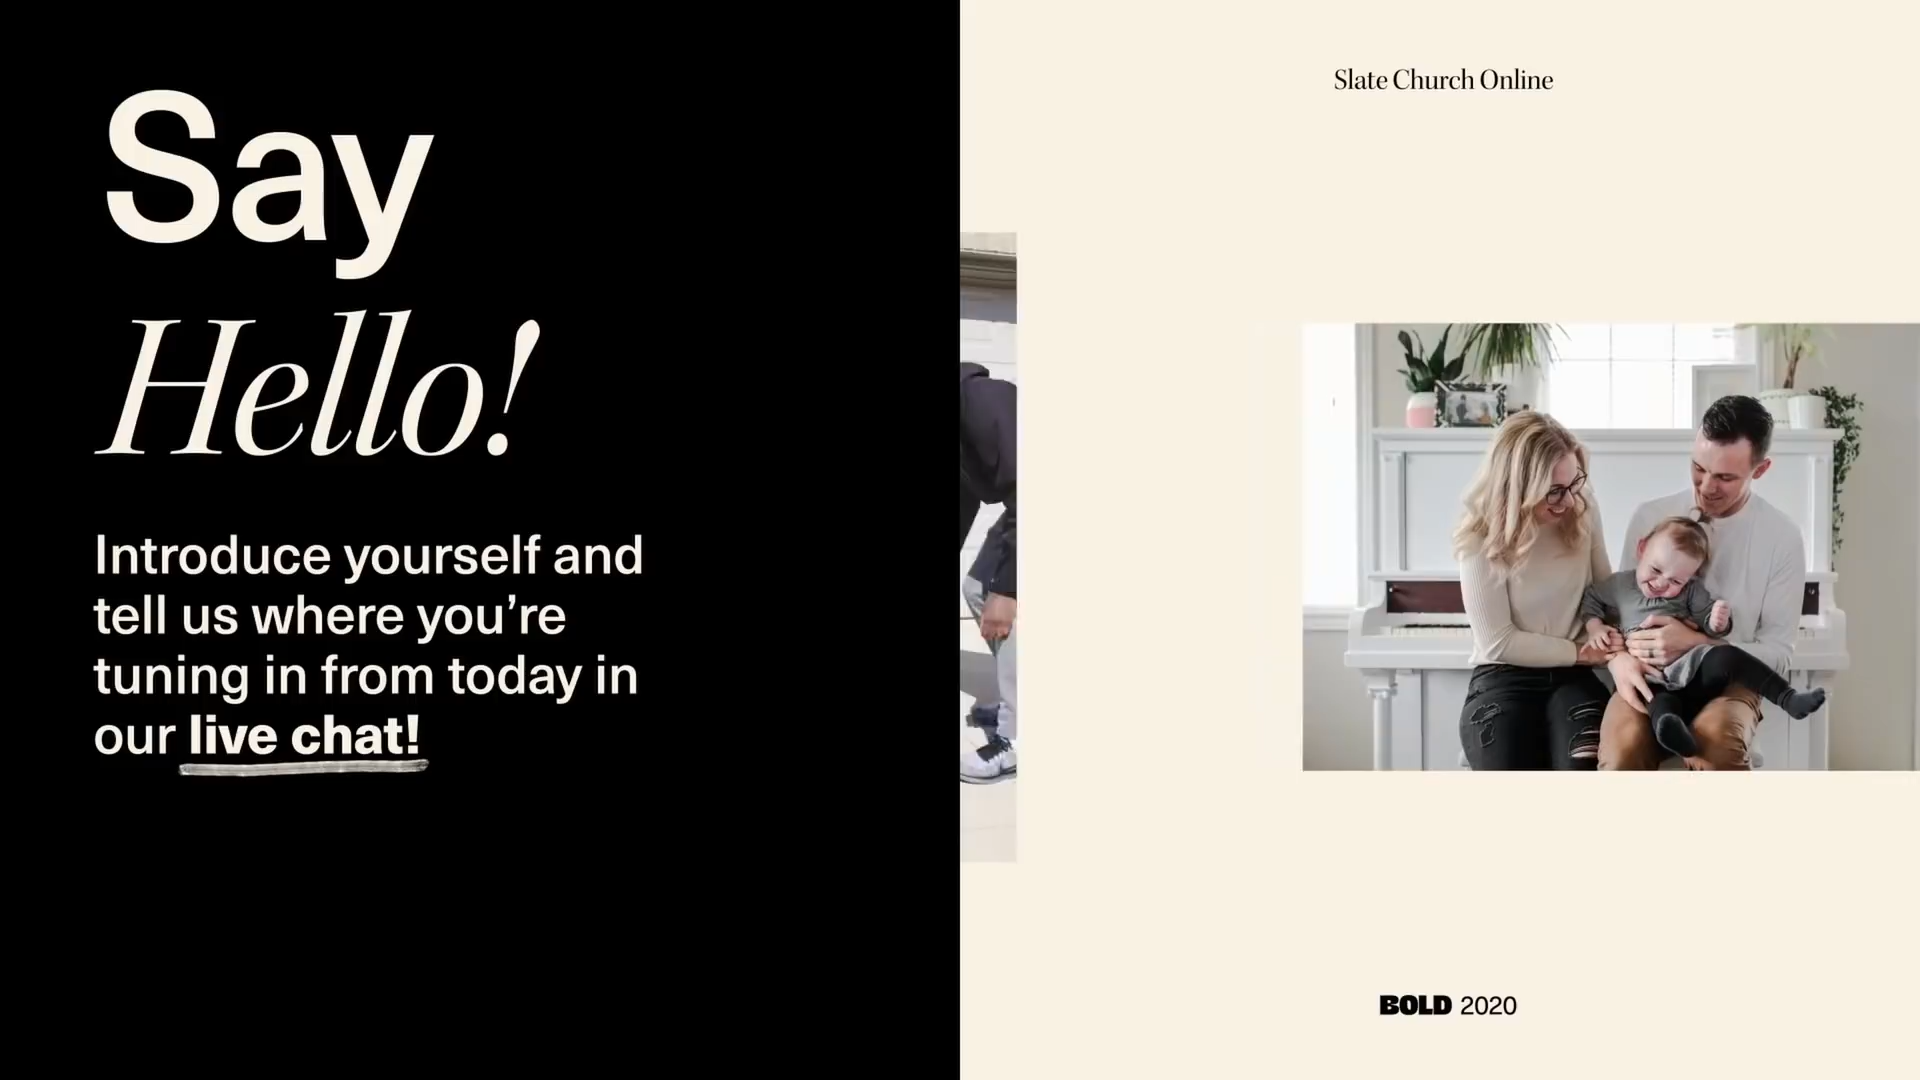 Say
Hello!
Introduce yourself and
tell us where you’re
tuning in from today in
our live chat!
Slate Church Online
BOLD 2020